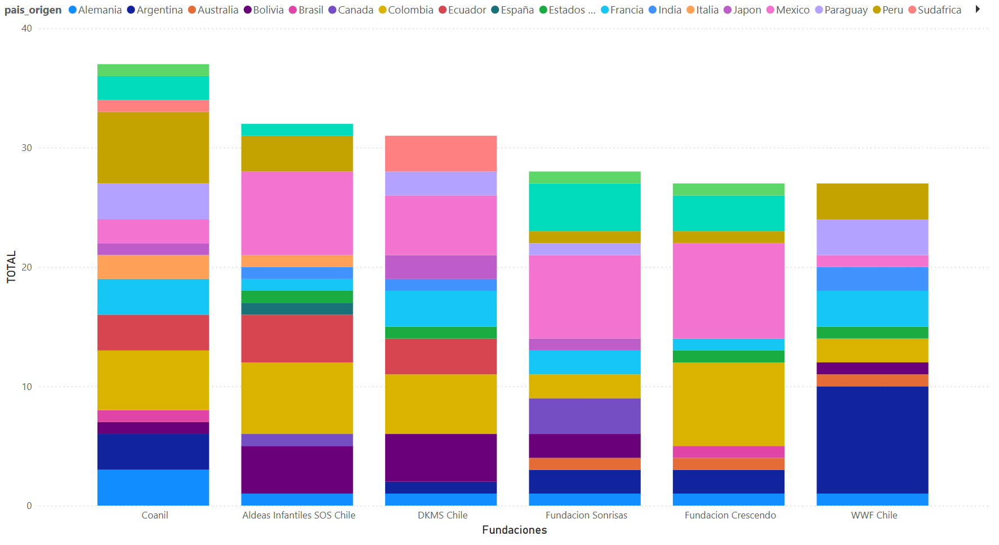 pais_origen Alemania Argentina Australia Bolivia Brasil Canada Colombia Ecuador España Estados ... Francia India Italia Japon Mexico Paraguay Peru Sudafrica
40
30
20
10
0
TOTAL
Coanil Aldeas Infantiles SOS Chile DKMS Chile Fundacion Sonrisas Fundacion Crescendo WWF Chile
Fundaciones